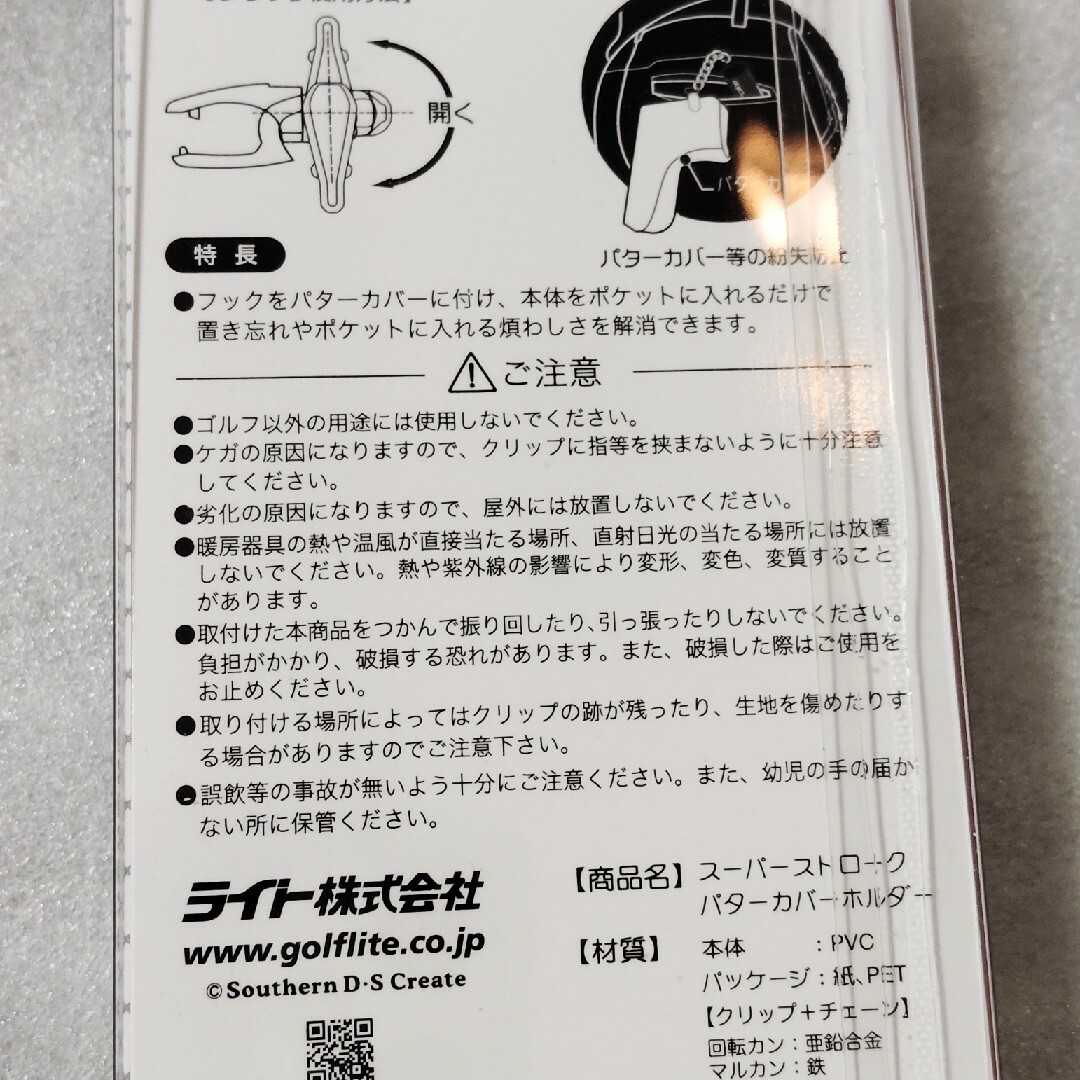 開く
パターカバー等の紛失防止
特長
●フックをパターカバーに付け、本体をポケットに入れるだけで
置き忘れやポケットに入れる煩わしさを解消できます。
ご注意
●ゴルフ以外の用途には使用しないでください。
●ケガの原因になりますので、クリップに指等を挟まないように十分注意
してください。
●劣化の原因になりますので、屋外には放置しないでください。
●暖房器具の熱や温風が直接当たる場所、直射日光の当たる場所には放置
しないでください。熱や紫外線の影響により変形、変色、変質すること
があります。
●取付けた本商品をつかんで振り回したり、引っ張ったりしないでください。
負担がかかり、破損する恐れがあります。また、破損した際はご使用を
お止めください。
●取り付ける場所によってはクリップの跡が残ったり、生地を傷めたりす
る場合がありますのでご注意下さい。
●誤飲等の事故が無いよう十分にご注意ください。また、幼児の手の届か
ない所に保管ください。
ライト株式会社
www.golflite.co.jp
©Southern D·S Create
【商品名】スーパーストローク
パターカバーホルダー
【材質】 本体 :PVC
パッケージ:紙、PET
【クリップ+チェーン】
回転カン:亜鉛合金
マルカン:鉄